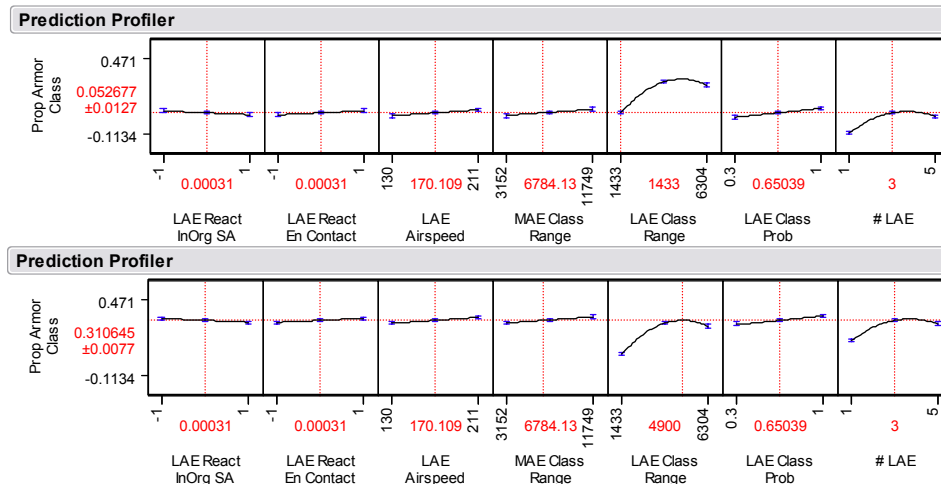 Prediction Profiler
Prop Armor
Class
0.471
0.052677
±0.0127
-0.1134
-1 0.00031 1
-1 0.00031 1
130 170.109 211
3152 6784.13 11749
1433 1433 6304
0.3 0.65039 1
1 3 5
LAE React
InOrg SA
LAE React
En Contact
LAE
Airspeed
MAE Class
Range
LAE Class
Range
LAE Class
Prob
# LAE
Prediction Profiler
Prop Armor
Class
0.471
0.310645
±0.0077
-0.1134
-1 0.00031 1
-1 0.00031 1
130 170.109 211
3152 6784.13 11749
1433 4900 6304
0.3 0.65039 1
1 3 5
LAE React
InOrg SA
LAE React
En Contact
LAE
Airspeed
MAE Class
Range
LAE Class
Range
LAE Class
Prob
# LAE